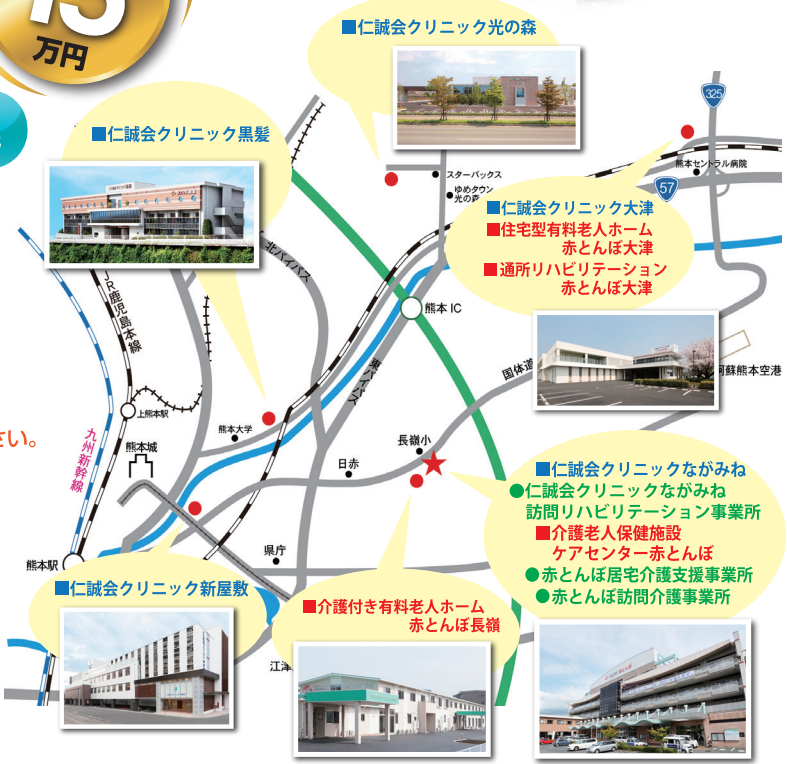 15
万円
■仁誠会クリニック光の森
■仁誠会クリニック黒髪
325
熊本セントラル病院
スターバックス
57
ゆめタウン
光の森
■仁誠会クリニック大津
■住宅型有料老人ホーム
赤とんぼ大津
■通所リハビリテーション
赤とんぼ大津
北バイパス
JR鹿児島本線
熊本IC
東バイパス
国体道
阿蘇熊本空港
上熊本駅
さい。
九州新幹線
熊本大学
熊本城
長嶺小
日赤
■仁誠会クリニックながみね
●仁誠会クリニックながみね
訪問リハビリテーション事業所
■介護老人保健施設
ケアセンター赤とんぼ
●赤とんぼ居宅介護支援事業所
●赤とんぼ訪問介護事業所
県庁
熊本駅
■仁誠会クリニック新屋敷
■介護付き有料老人ホーム
赤とんぼ長嶺
江津